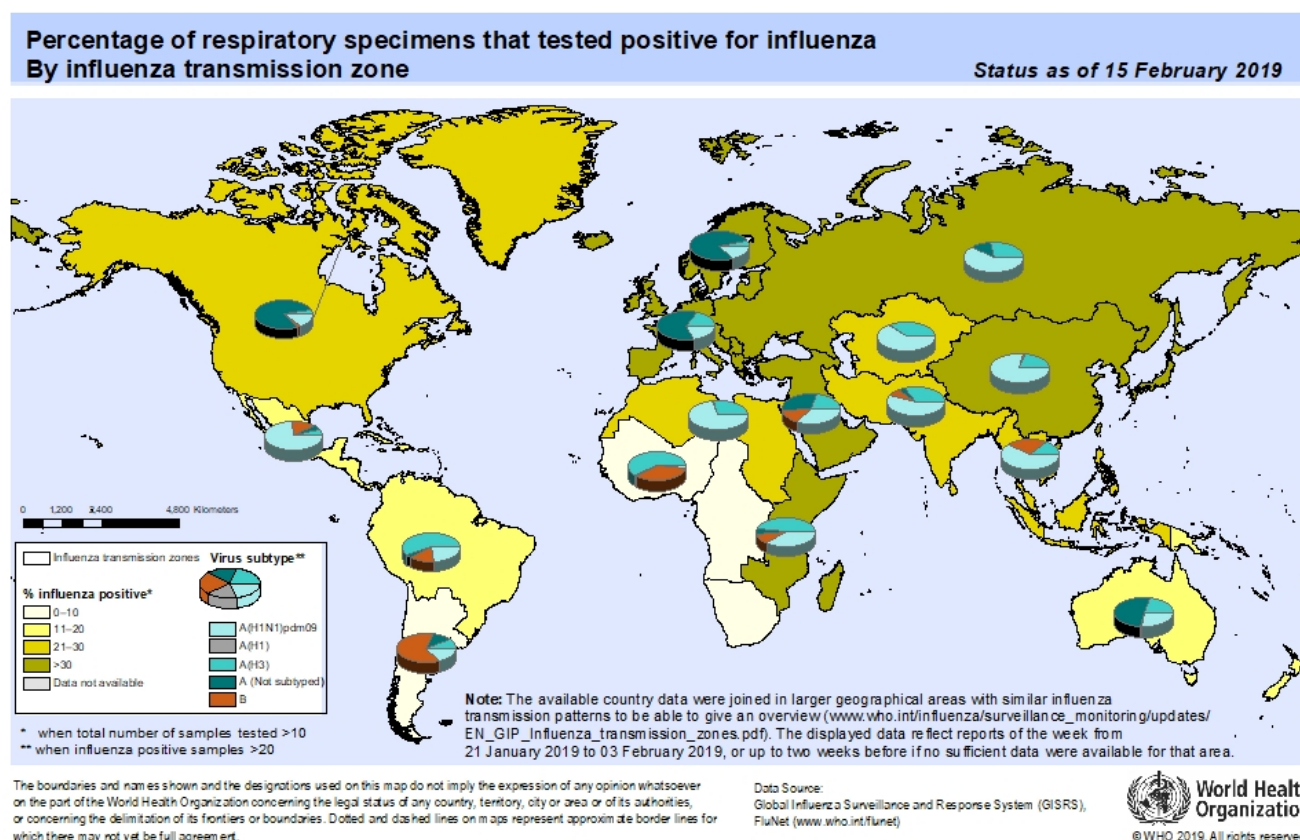 Percentage of respiratory specimens that tested positive for influenza
By influenza transmission zone
Status as of 15 February 2019
0 1,200 2,400 4,800 Kilometers
Influenza transmission zones
% influenza positive*
0–10
11–20
21–30
>30
Data not available
Virus subtype**
A(H1N1)pdm09
A(H1)
A(H3)
A (Not subtyped)
B
* when total number of samples tested >10
** when influenza positive samples >20
Note: The available country data were joined in larger geographical areas with similar influenza
transmission patterns to be able to give an overview (www.who.int/influenza/surveillance_monitoring/updates/
EN_GIP_Influenza_transmission_zones.pdf). The displayed data reflect reports of the week from
21 January 2019 to 03 February 2019, or up to two weeks before if no sufficient data were available for that area.
The boundaries and names shown and the designations used on this map do not imply the expression of any opinion whatsoever
on the part of the World Health Organization concerning the legal status of any country, territory, city or area or of its authorities,
or concerning the delimitation of its frontiers or boundaries. Dotted and dashed lines on maps represent approximate border lines for
which there may not yet be full agreement.
Data Source:
Global Influenza Surveillance and Response System (GISRS),
FluNet (www.who.int/flunet)
World Healt
Organizatio
© WHO 2019. All rights reserve